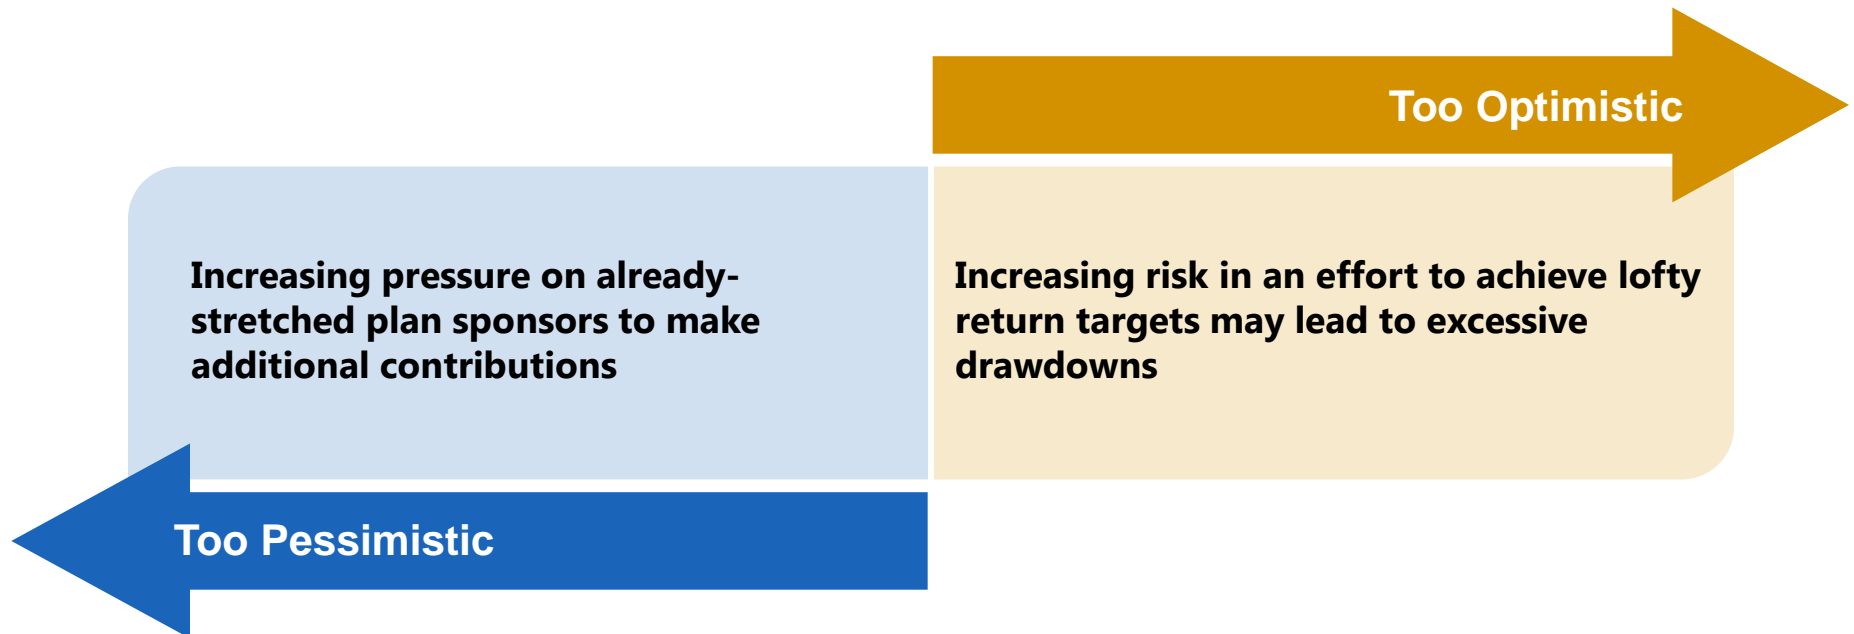 Too Optimistic
Increasing pressure on already-
stretched plan sponsors to make
additional contributions
Increasing risk in an effort to achieve lofty
return targets may lead to excessive
drawdowns
Too Pessimistic